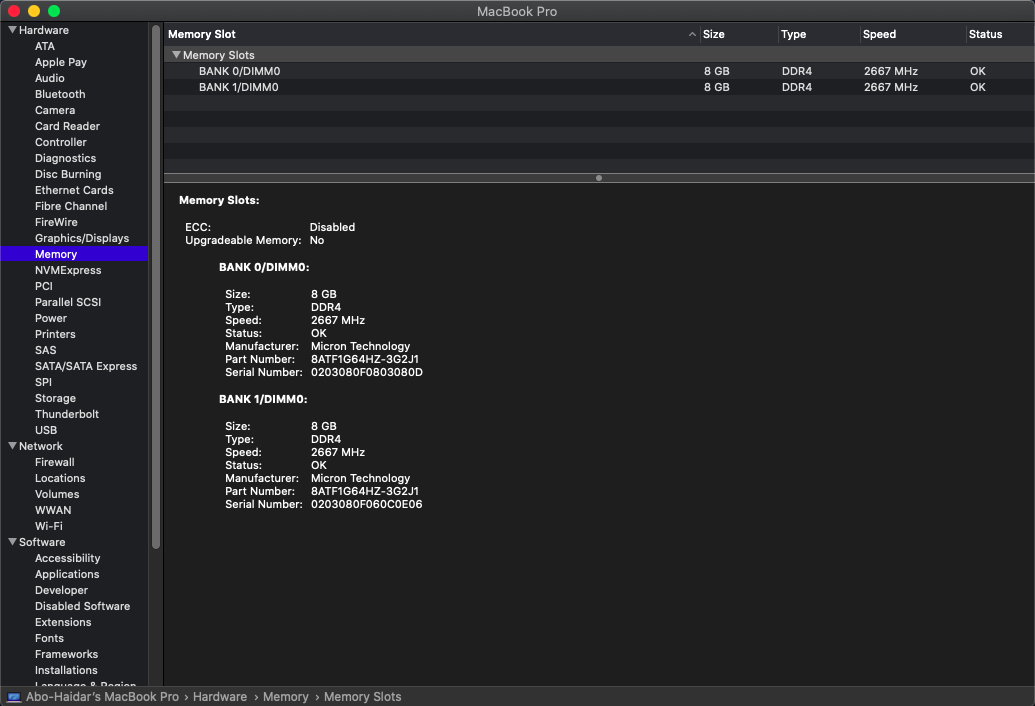 MacBook Pro
Hardware
ATA
Apple Pay
Audio
Bluetooth
Camera
Card Reader
Controller
Diagnostics
Disc Burning
Ethernet Cards
Fibre Channel
FireWire
Graphics/Displays
Memory
NVMExpress
PCI
Parallel SCSI
Power
Printers
SAS
SATA/SATA Express
SPI
Storage
Thunderbolt
USB
Network
Firewall
Locations
Volumes
WWAN
Wi-Fi
Software
Accessibility
Applications
Developer
Disabled Software
Extensions
Fonts
Frameworks
Installations
Language & Region
Memory Slot Size Type Speed Status
Memory Slots
BANK 0/DIMM0 8 GB DDR4 2667 MHz OK
BANK 1/DIMM0 8 GB DDR4 2667 MHz OK
Memory Slots:
ECC: Disabled
Upgradeable Memory: No
BANK 0/DIMM0:
Size: 8 GB
Type: DDR4
Speed: 2667 MHz
Status: OK
Manufacturer: Micron Technology
Part Number: 8ATF1G64HZ-3G2J1
Serial Number: 0203080F0803080D
BANK 1/DIMM0:
Size: 8 GB
Type: DDR4
Speed: 2667 MHz
Status: OK
Manufacturer: Micron Technology
Part Number: 8ATF1G64HZ-3G2J1
Serial Number: 0203080F060C0E06
Abo-Haidar's MacBook Pro › Hardware › Memory › Memory Slots